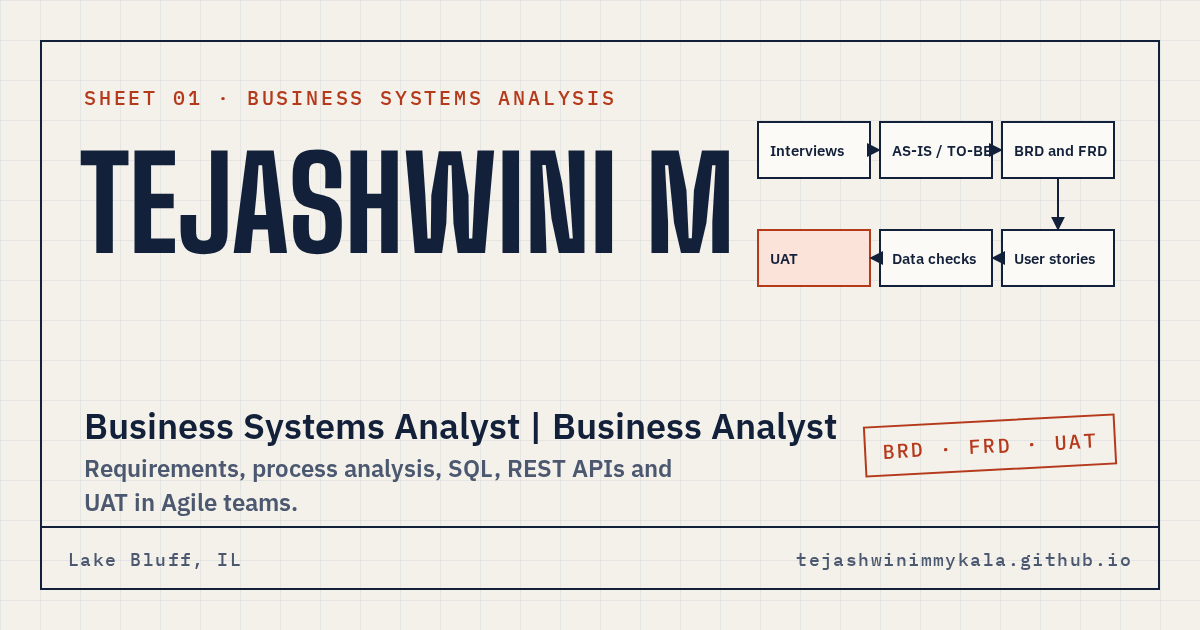 SHEET 01 · BUSINESS SYSTEMS ANALYSIS
TEJASHWINI M
Interviews
AS-IS / TO-BE
BRD and FRD
UAT
Data checks
User stories
Business Systems Analyst | Business Analyst
Requirements, process analysis, SQL, REST APIs and
UAT in Agile teams.
BRD · FRD · UAT
Lake Bluff, IL
tejashwinimmykala.github.io